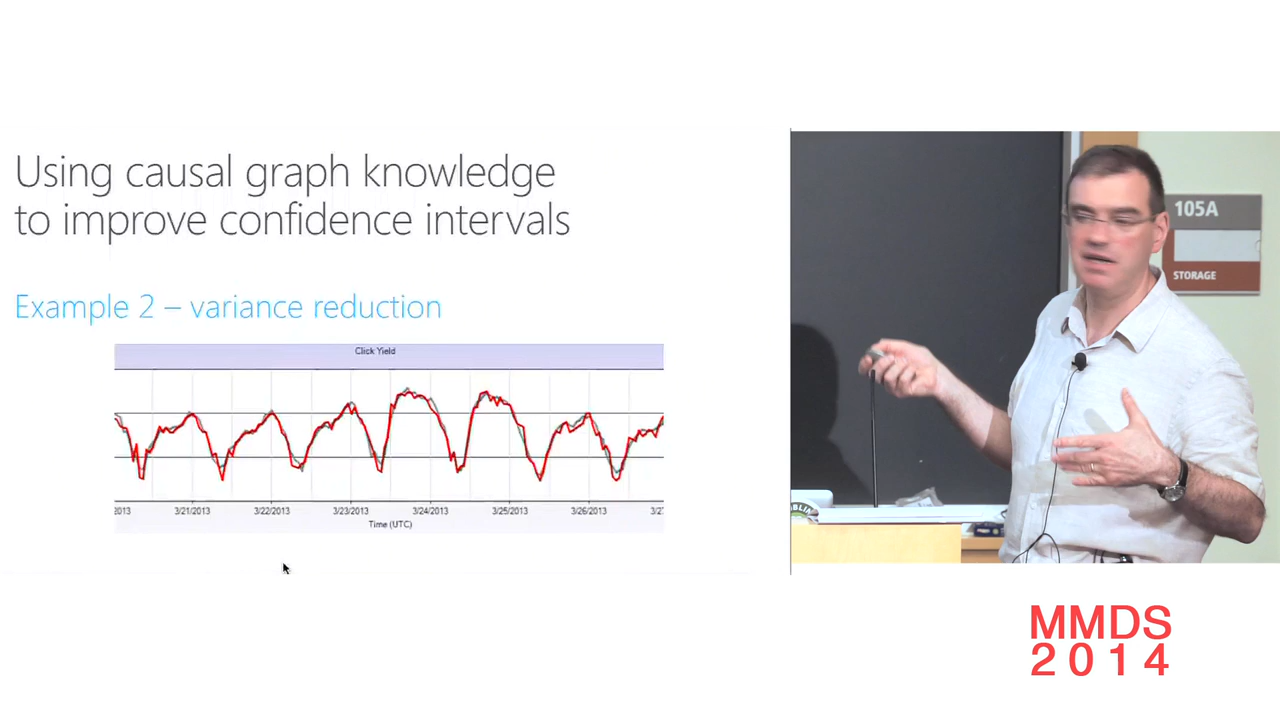 Using causal graph knowledge
to improve confidence intervals
Example 2 – variance reduction
Click Yield
2013 3/21/2013 3/22/2013 3/23/2013 3/24/2013 3/25/2013 3/26/2013 3/27
Time (UTC)
105A
STORAGE
MMDS
2014